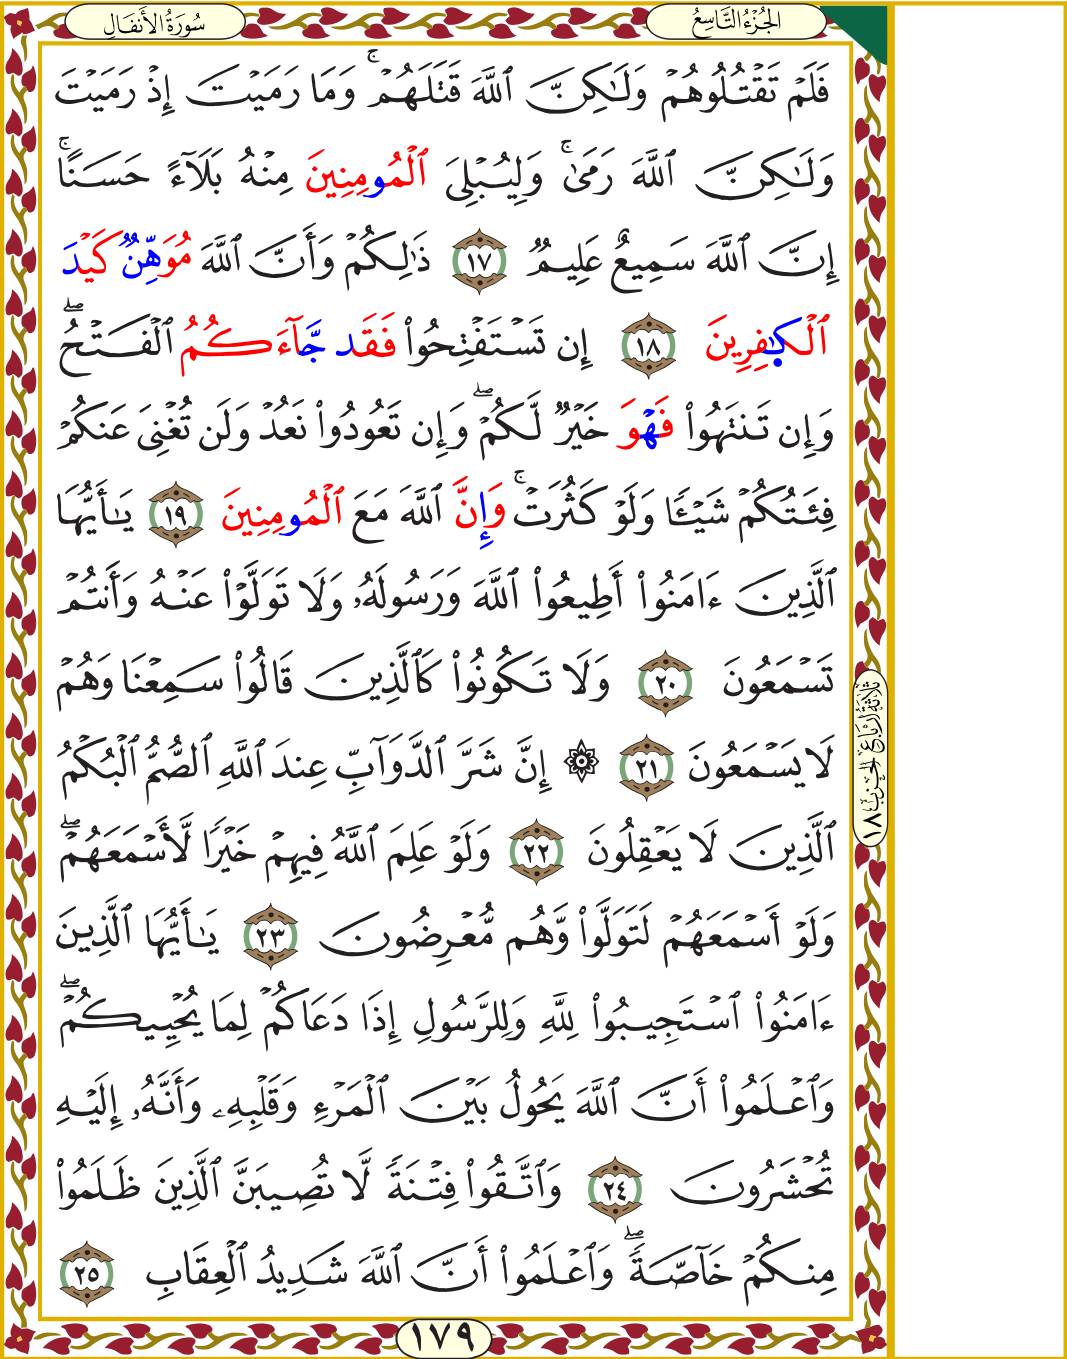 الجُزْءُ التَّاسِعُ
سُورَةُ الأَنفَالِ
فَلَمْ تَقْتُلُوهُمْ وَلَٰكِنَّ ٱللَّهَ قَتَلَهُمْۚ وَمَا رَمَيْتَ إِذْ رَمَيْتَ
وَلَٰكِنَّ ٱللَّهَ رَمَىٰۚ وَلِيُبْلِىَ ٱلْمُومِنِينَ مِنْهُ بَلَآءً حَسَنًاۚ
إِنَّ ٱللَّهَ سَمِيعٌ عَلِيمٌ ١٧ ذَٰلِكُمْ وَأَنَّ ٱللَّهَ مُوَهِّنٌ كَيْدَ
ٱلْكَٰفِرِينَ ١٨ إِن تَسْتَفْتِحُوا۟ فَقَد جَّآءَكُمُ ٱلْفَتْحُۖ
وَإِن تَنتَهُوا۟ فَهْوَ خَيْرٌ لَّكُمْۖ وَإِن تَعُودُوا۟ نَعُدْ وَلَن تُغْنِىَ عَنكُمْ
فِئَتُكُمْ شَيْـًٔا وَلَوْ كَثُرَتْۚ وَإِنَّ ٱللَّهَ مَعَ ٱلْمُومِنِينَ ١٩ يَٰٓأَيُّهَا
ٱلَّذِينَ ءَامَنُوا۟ أَطِيعُوا۟ ٱللَّهَ وَرَسُولَهُۥ وَلَا تَوَلَّوْا۟ عَنْهُ وَأَنتُمْ
تَسْمَعُونَ ٢٠ وَلَا تَكُونُوا۟ كَٱلَّذِينَ قَالُوا۟ سَمِعْنَا وَهُمْ
لَا يَسْمَعُونَ ٢١ ۞ إِنَّ شَرَّ ٱلدَّوَآبِّ عِندَ ٱللَّهِ ٱلصُّمُّ ٱلْبُكْمُ
ٱلَّذِينَ لَا يَعْقِلُونَ ٢٢ وَلَوْ عَلِمَ ٱللَّهُ فِيهِمْ خَيْرًا لَّأَسْمَعَهُمْۖ
وَلَوْ أَسْمَعَهُمْ لَتَوَلَّوا۟ وَّهُم مُّعْرِضُونَ ٢٣ يَٰٓأَيُّهَا ٱلَّذِينَ
ءَامَنُوا۟ ٱسْتَجِيبُوا۟ لِلَّهِ وَلِلرَّسُولِ إِذَا دَعَاكُمْ لِمَا يُحْيِيكُمْۖ
وَٱعْلَمُوا۟ أَنَّ ٱللَّهَ يَحُولُ بَيْنَ ٱلْمَرْءِ وَقَلْبِهِۦ وَأَنَّهُۥٓ إِلَيْهِ
تُحْشَرُونَ ٢٤ وَٱتَّقُوا۟ فِتْنَةً لَّا تُصِيبَنَّ ٱلَّذِينَ ظَلَمُوا۟
مِنكُمْ خَآصَّةًۖ وَٱعْلَمُوا۟ أَنَّ ٱللَّهَ شَدِيدُ ٱلْعِقَابِ ٢٥
ثلاثة أرباع الحزب ١٨
١٧٩